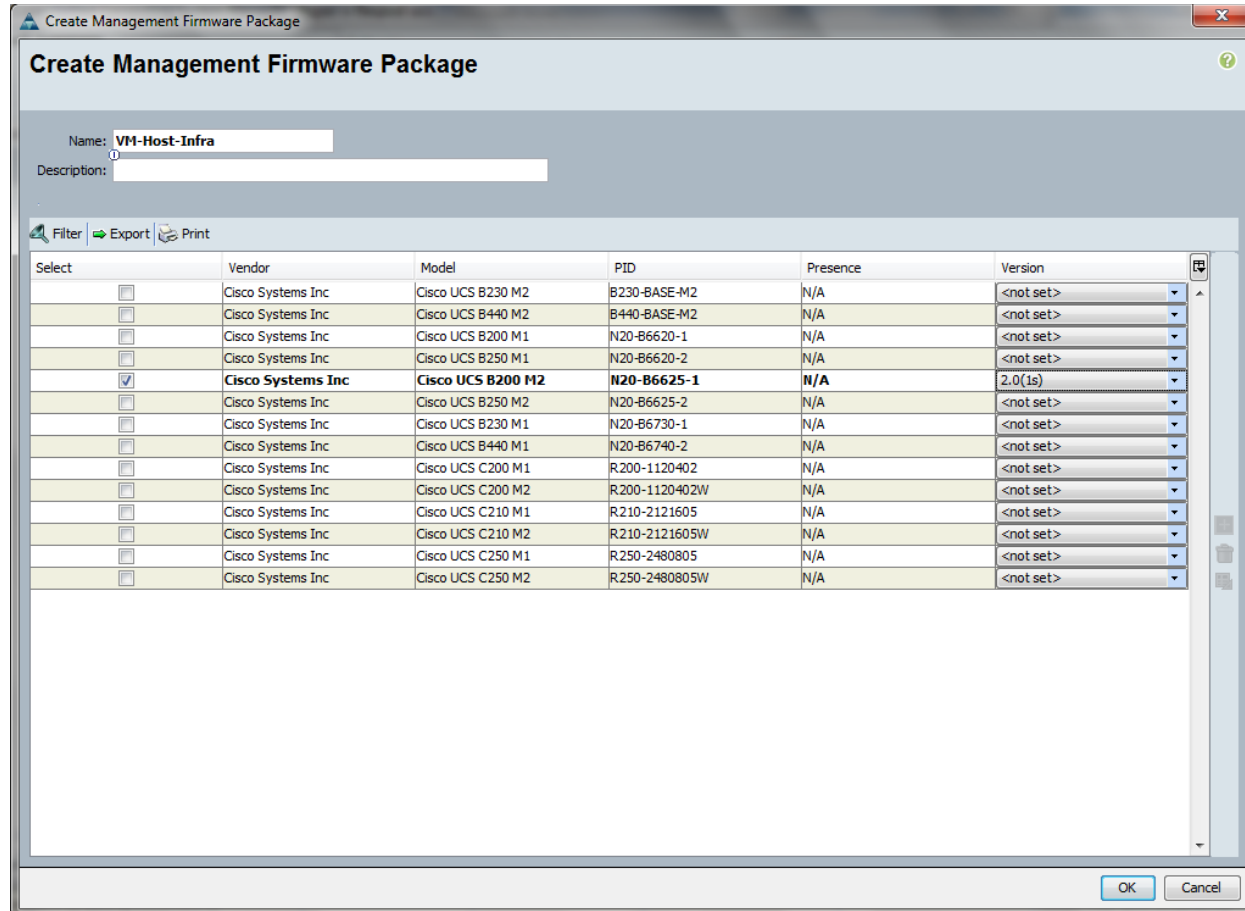 Create Management Firmware Package
Create Management Firmware Package
Name: VM-Host-Infra
Description:
Filter Export Print
Select Vendor Model PID Presence Version
Cisco Systems Inc Cisco UCS B230 M2 B230-BASE-M2 N/A <not set>
Cisco Systems Inc Cisco UCS B440 M2 B440-BASE-M2 N/A <not set>
Cisco Systems Inc Cisco UCS B200 M1 N20-B6620-1 N/A <not set>
Cisco Systems Inc Cisco UCS B250 M1 N20-B6620-2 N/A <not set>
Cisco Systems Inc Cisco UCS B200 M2 N20-B6625-1 N/A 2.0(1s)
Cisco Systems Inc Cisco UCS B250 M2 N20-B6625-2 N/A <not set>
Cisco Systems Inc Cisco UCS B230 M1 N20-B6730-1 N/A <not set>
Cisco Systems Inc Cisco UCS B440 M1 N20-B6740-2 N/A <not set>
Cisco Systems Inc Cisco UCS C200 M1 R200-1120402 N/A <not set>
Cisco Systems Inc Cisco UCS C200 M2 R200-1120402W N/A <not set>
Cisco Systems Inc Cisco UCS C210 M1 R210-2121605 N/A <not set>
Cisco Systems Inc Cisco UCS C210 M2 R210-2121605W N/A <not set>
Cisco Systems Inc Cisco UCS C250 M1 R250-2480805 N/A <not set>
Cisco Systems Inc Cisco UCS C250 M2 R250-2480805W N/A <not set>
OK Cancel